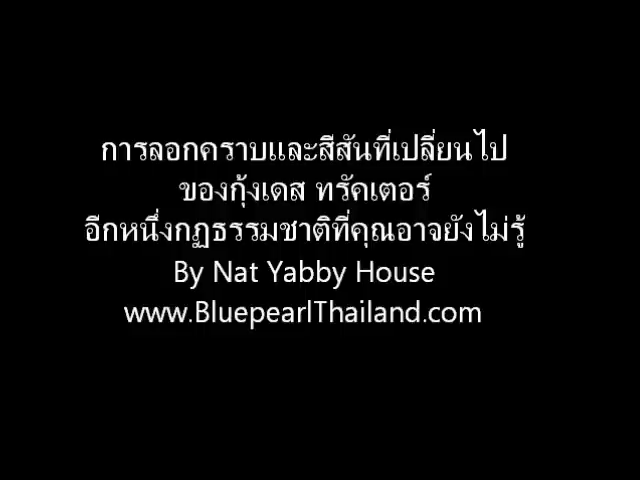 การลอกคราบและสีสันที่เปลี่ยนไป
ของกุ้งเดส ทรัคเตอร์
อีกหนึ่งกฏธรรมชาติที่คุณอาจยังไม่รู้
By Nat Yabby House
www.BluepearlThailand.com